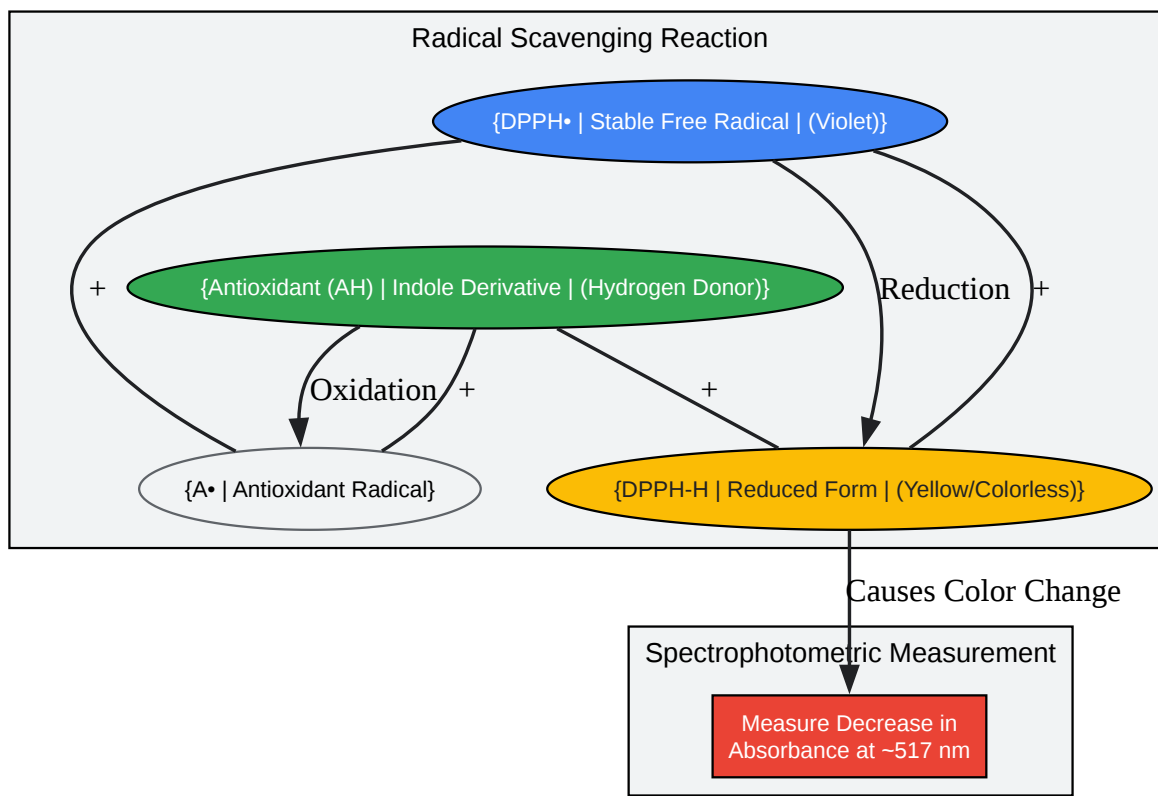 Radical Scavenging Reaction
{DPPH• | Stable Free Radical | (Violet)}
{Antioxidant (AH) | Indole Derivative | (Hydrogen Donor)}
+
Reduction
+
Oxidation
+
+
{A• | Antioxidant Radical}
{DPPH-H | Reduced Form | (Yellow/Colorless)}
Causes Color Change
Spectrophotometric Measurement
Measure Decrease in
Absorbance at ~517 nm